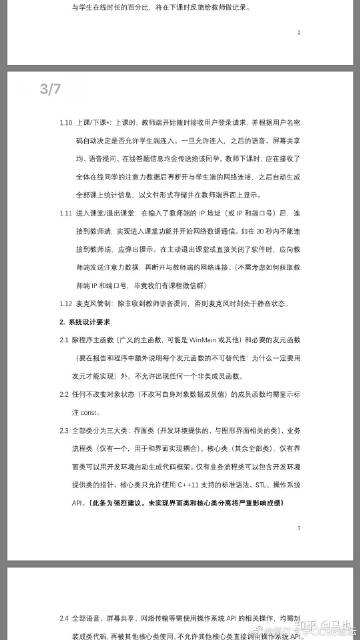 与学生在线时长的百分比，将在下课时反馈给教师做记录。
2
3/7
1.10 上课/下课*：上课时，教师端开始随时接收用户登录请求，并根据用户名密
码自动决定是否允许学生端连入。一旦允许连入，之后的语音、屏幕共享
均、语音提问、在线答题信息均会传送给该同学。教师下课时，应在接收了
全体在线同学的注意力数据后再断开与学生端的网络连接，之后自动生成
全部课上统计信息，以文件形式存储并在教师端界面上显示。
1.11 进入课堂/退出课堂：在输入了教师端的 IP 地址（或 IP 和端口号）后，连
接到教师端，实现进入课堂功能并开始网络数据通信。如在 30 秒内不能连
接到教师端，应弹出提示。在主动退出课堂或直接关闭了软件时，应向教
师端发送注意力数据，再断开与教师端的网络连接。（不需考虑如何获取教
师端 IP 和端口号，毕竟我们有课程微信群）
1.12 麦克风管制：除非收到教师语音提问，否则麦克风时刻处于静音状态。
2. 系统设计要求
2.1 除程序主函数（广义的主函数，可能是 WinMain 或其他）和必要的友元函数
（要在报告和程序中额外说明每个友元函数的不可替代性：为什么一定要用
友元才能实现）外，不允许出现任何一个非类成员函数。
2.2 任何不改变对象状态（不改写自身对象数据成员值）的成员函数均需显示标
注 const。
2.3 全部类分为三大类：界面类（开发环境提供的，与图形界面相关的类）、业务
流程类（仅有一个，用于和界面实现耦合）、核心类（其余全部类）。仅有界
面类可以用开发环境自动生成代码框架。仅有业务流程类可以包含开发环境
提供类的指针。核心类只允许使用 C++11 支持的标准语法、STL、操作系统
API。（此条为强烈建议。未实现界面类和核心类分离将严重影响成绩）
3
2.4 全部语音、屏幕共享、网络传输等需使用操作系统 API 的相关操作，均需封
装成类代码，再被其他核心类使用。不允许其他核心类直接调用操作系统 API